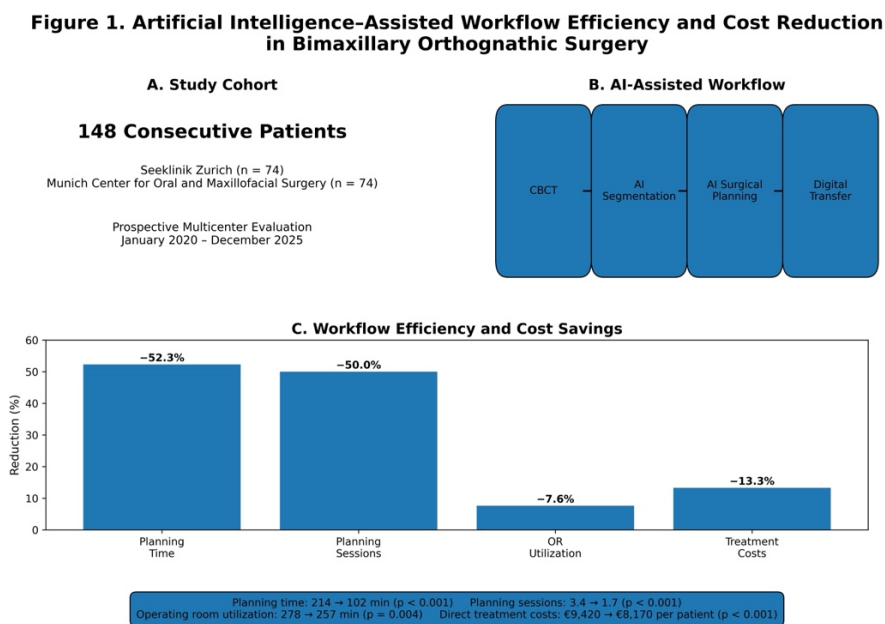 Figure 1. Artificial Intelligence–Assisted Workflow Efficiency and Cost Reduction
in Bimaxillary Orthognathic Surgery
A. Study Cohort
148 Consecutive Patients
Seeklinik Zurich (n = 74)
Munich Center for Oral and Maxillofacial Surgery (n = 74)
Prospective Multicenter Evaluation
January 2020 – December 2025
B. AI-Assisted Workflow
CBCT
AI
Segmentation
AI Surgical
Planning
Digital
Transfer
C. Workflow Efficiency and Cost Savings
Reduction (%)
60
50
40
30
20
10
0
−52.3%
−50.0%
−7.6%
−13.3%
Planning
Time
Planning
Sessions
OR
Utilization
Treatment
Costs
Planning time: 214 → 102 min (p < 0.001) Planning sessions: 3.4 → 1.7 (p < 0.001)
Operating room utilization: 278 → 257 min (p = 0.004) Direct treatment costs: €9,420 → €8,170 per patient (p < 0.001)